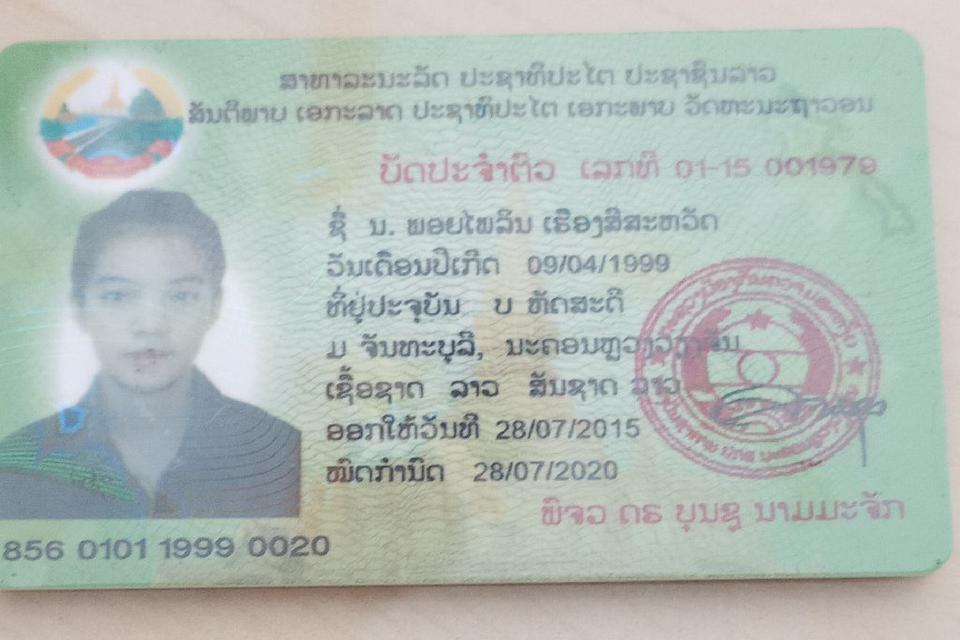 ສາທາລະນະລັດ ປະຊາທິປະໄຕ ປະຊາຊົນລາວ
ສັນຕິພາບ ເອກະລາດ ປະຊາທິປະໄຕ ເອກະພາບ ວັດທະນະຖາວອນ
ບັດປະຈຳຕົວ ເລກທີ 01-15 001979
ຊື່ ນ. ພອຍໄພລິນ ເຮືອງສີສະຫວັດ
ວັນເດືອນປີເກີດ 09/04/1999
ທີ່ຢູ່ປະຈຸບັນ ບ ຫັດສະດີ
ມ ຈັນທະບູລີ, ນະຄອນຫຼວງວຽງຈັນ
ເຊື້ອຊາດ ລາວ ສັນຊາດ ລາວ
ອອກໃຫ້ວັນທີ 28/07/2015
ໝົດກຳນົດ 28/07/2020
ພົຈວ ດຣ ບຸນຊູ ນາມມະຈັກ
856 0101 1999 0020